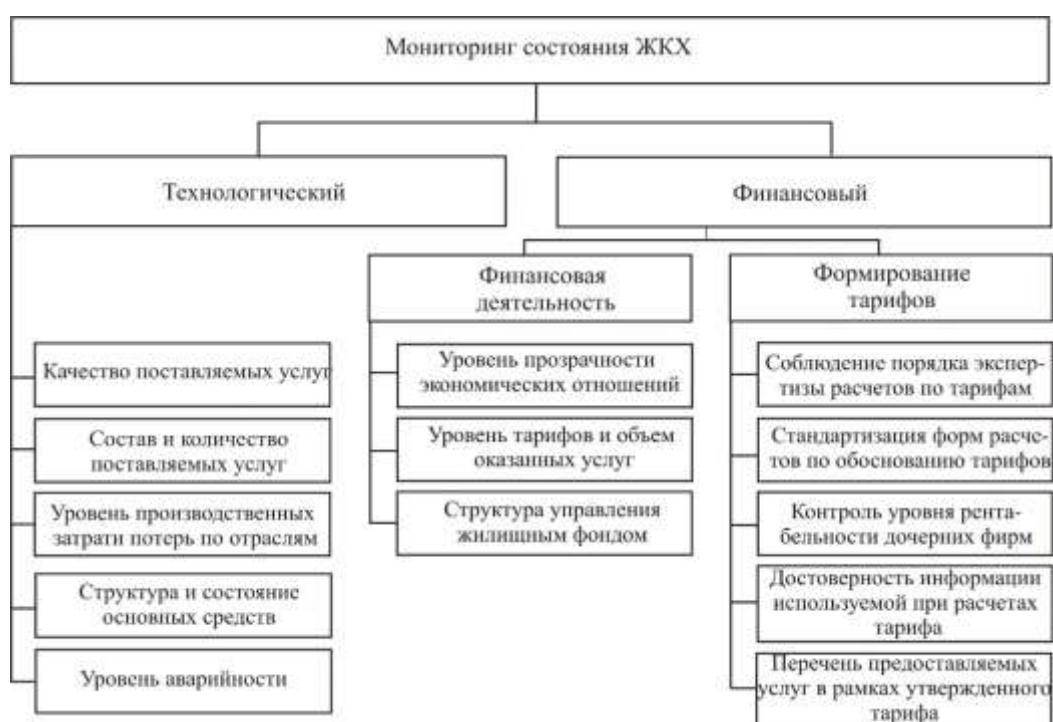 Мониторинг состояния ЖКХ
Технологический
Финансовый
Финансовая
деятельность
Формирование
тарифов
Качество поставляемых услуг
Состав и количество
поставляемых услуг
Уровень производственных
затрати потерь по отраслям
Структура и состояние
основных средств
Уровень аварийности
Уровень прозрачности
экономических отношений
Уровень тарифов и объем
оказанных услуг
Структура управления
жилищным фондом
Соблюдение порядка экспер-
тизы расчетов по тарифам
Стандартизация форм расче-
тов по обоснованию тарифов
Контроль уровня рента-
бельности дочерних фирм
Достоверность информации
используемой при расчетах
тарифа
Перечень предоставляемых
услуг в рамках утвержденного
тарифа